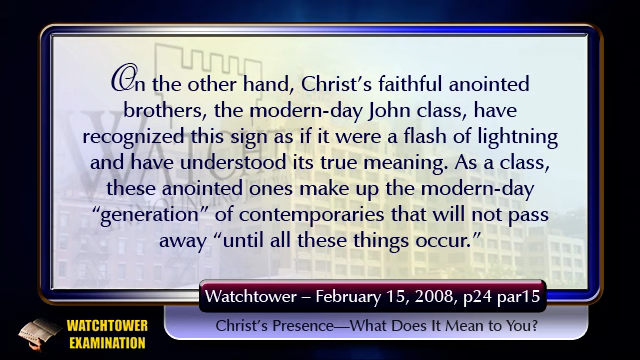 On the other hand, Christ's faithful anointed
brothers, the modern-day John class, have
recognized this sign as if it were a flash of lightning
and have understood its true meaning. As a class,
these anointed ones make up the modern-day
“generation” of contemporaries that will not pass
away “until all these things occur.”
Watchtower – February 15, 2008, p24 par15
Christ's Presence—What Does It Mean to You?
WATCHTOWER
EXAMINATION